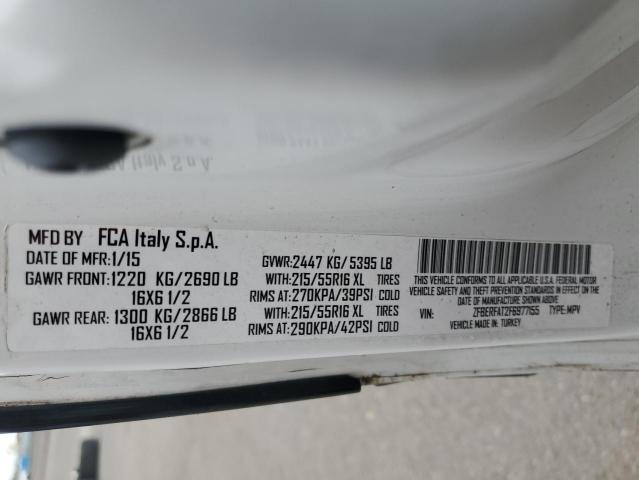 MFD BY FCA Italy S.p.A.
DATE OF MFR:1/15 GVWR:2447 KG/5395 LB
GAWR FRONT:1220 KG/2690 LB WITH:215/55R16 XL TIRES
16X6 1/2 RIMS AT:270KPA/39PSI COLD
GAWR REAR:1300 KG/2866 LB WITH:215/55R16 XL TIRES
16X6 1/2 RIMS AT:290KPA/42PSI COLD
THIS VEHICLE CONFORMS TO ALL APPLICABLE U.S.A. FEDERAL MOTOR
VEHICLE SAFETY AND THEFT PREVENTION STANDARDS IN EFFECT ON THE
DATE OF MANUFACTURE SHOWN ABOVE.
VIN: ZFBERFAT2F6977155 TYPE:MPV
MADE IN: TURKEY